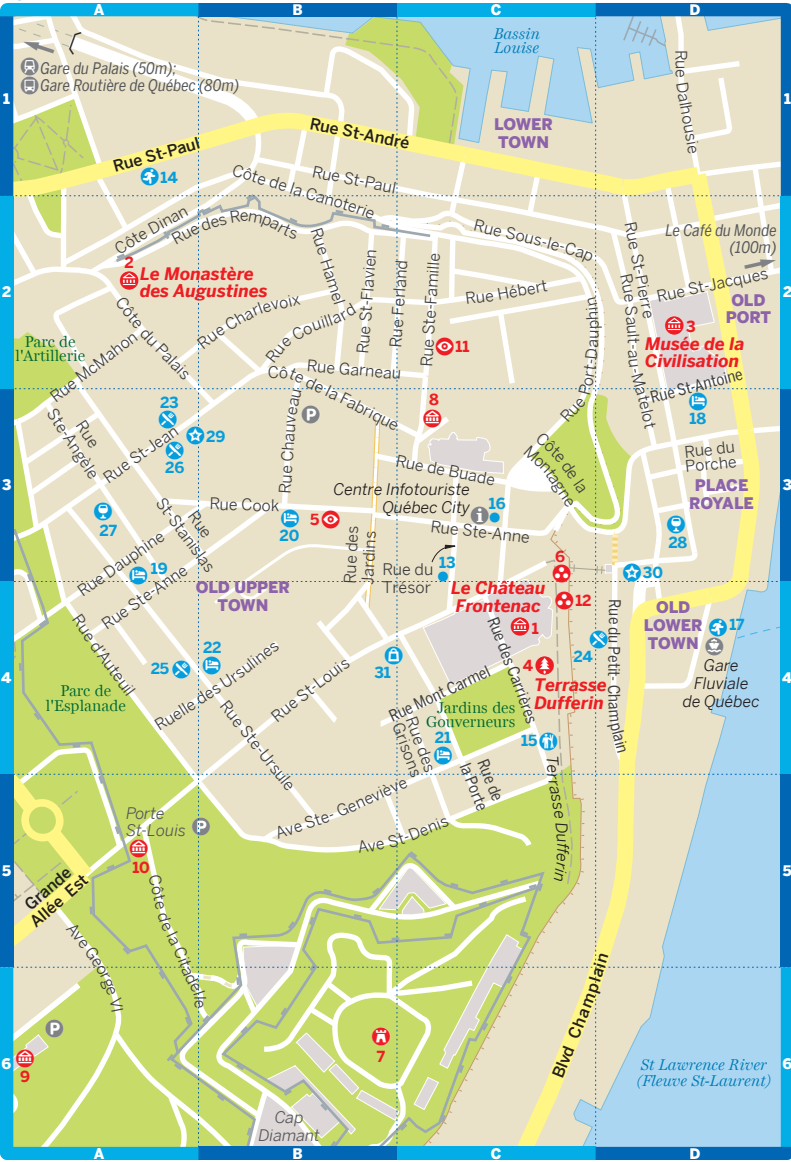 A
B
C
D
Bassin
Louise
Gare du Palais (50m);
Gare Routière de Québec (80m)
Rue Dalhousie
1
1
Rue St-André
LOWER
TOWN
Rue St-Paul
14
Rue St-Paul
Côte de la Canoterie
Côte Dinan
Rue des Remparts
Rue Sous-le-Cap
Le Café du Monde
(100m)
2
Le Monastère
des Augustines
Rue Hamel
Rue St-Flavien
Rue Ferland
Rue Ste-Famille
Rue Hébert
Rue St-Pierre
Rue Sault-au-Matelot
Rue St-Jacques
OLD
PORT
2
2
Côte du Palais
Rue Charlevoix
Rue Couillard
Rue Port-Dauphin
3
Musée de la
Civilisation
Parc de
l'Artillerie
Rue McMahon
11
Rue Garneau
Côte de la Fabrique
Rue St-Antoine
18
23
8
P
Rue
Ste-Angèle
29
Rue St-Jean
26
Rue Chauveau
Côte de la
Montagne
Rue du
Porche
Rue de Buade
3
3
PLACE
ROYALE
Centre Infotouriste
Québec City
16
Rue Cook
27
Rue
St-Stanislas
20
5
Rue Ste-Anne
28
Rue Dauphine
Rue des
Jardins
Rue du
Trésor
13
6
19
Rue Ste-Anne
OLD UPPER
TOWN
Le Château
Frontenac
12
30
1
OLD
LOWER
TOWN
17
Rue d'Auteuil
22
25
31
Rue des Carrières
24
Rue du Petit-Champlain
Gare
Fluviale
de Québec
4
4
Ruelle des Ursulines
Rue St-Louis
Rue Mont Carmel
4
Terrasse
Dufferin
Parc de
l'Esplanade
Jardins des
Gouverneurs
Rue Ste-Ursule
Rue des
Grisons
21
15
Rue de
la Porte
Terrasse Dufferin
Ave Ste- Geneviève
Ave St-Denis
Porte
St-Louis
P
10
5
5
Grande
Allée Est
Côte de la Citadelle
Ave George VI
Blvd Champlain
P
7
9
6
6
St Lawrence River
(Fleuve St-Laurent)
Cap
Diamant
A
B
C
D